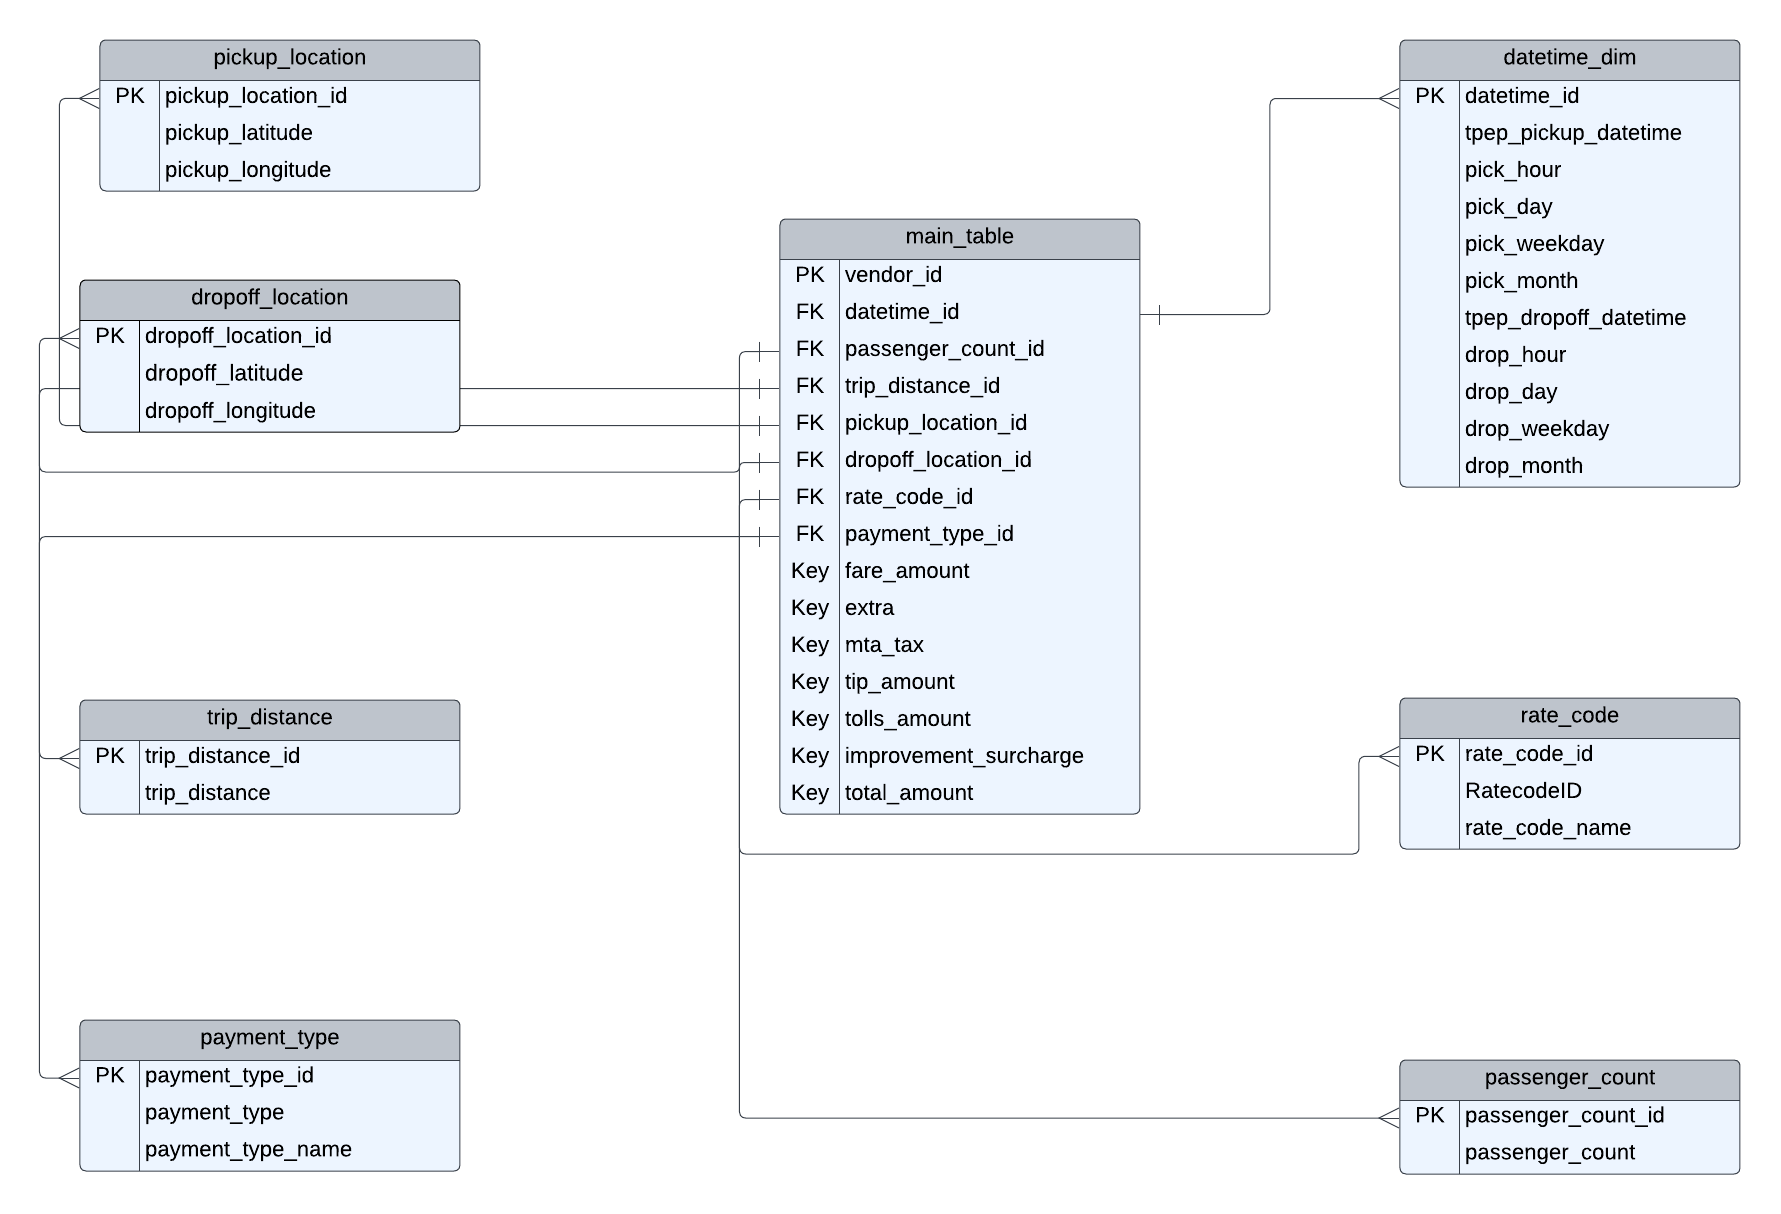 pickup_location
PK pickup_location_id
pickup_latitude
pickup_longitude
dropoff_location
PK dropoff_location_id
dropoff_latitude
dropoff_longitude
trip_distance
PK trip_distance_id
trip_distance
payment_type
PK payment_type_id
payment_type
payment_type_name
main_table
PK vendor_id
FK datetime_id
FK passenger_count_id
FK trip_distance_id
FK pickup_location_id
FK dropoff_location_id
FK rate_code_id
FK payment_type_id
Key fare_amount
Key extra
Key mta_tax
Key tip_amount
Key tolls_amount
Key improvement_surcharge
Key total_amount
datetime_dim
PK datetime_id
tpep_pickup_datetime
pick_hour
pick_day
pick_weekday
pick_month
tpep_dropoff_datetime
drop_hour
drop_day
drop_weekday
drop_month
rate_code
PK rate_code_id
RatecodeID
rate_code_name
passenger_count
PK passenger_count_id
passenger_count